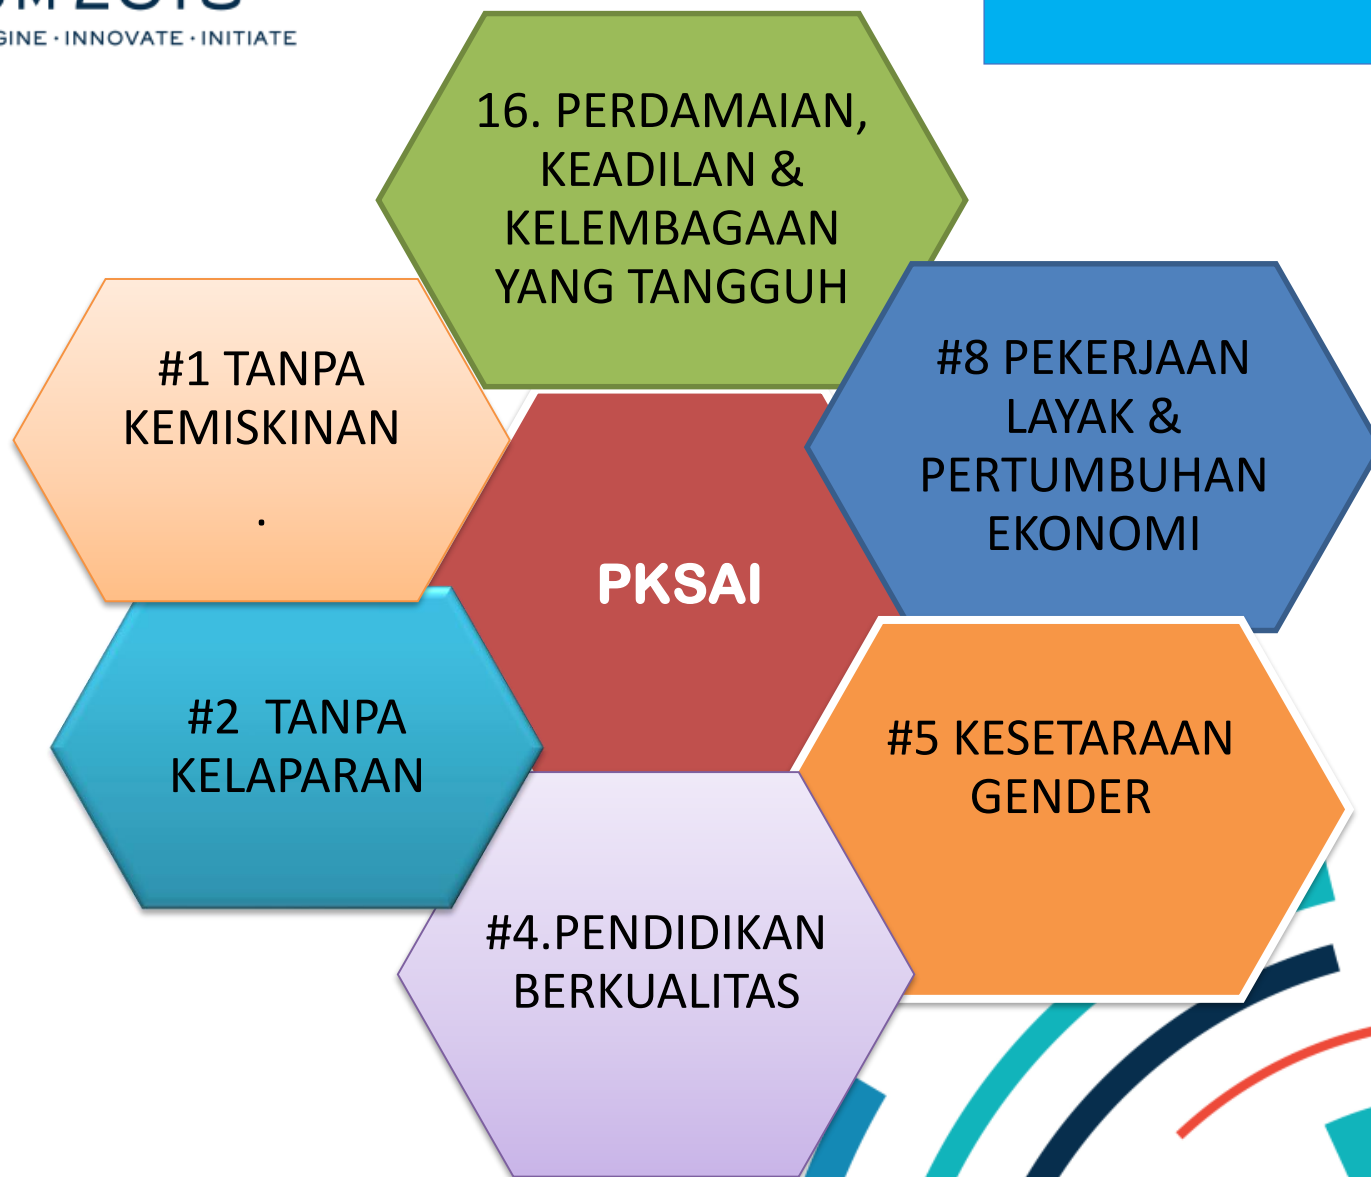 INNOVATE · INITIATE
16. PERDAMAIAN,
KEADILAN &
KELEMBAGAAN
YANG TANGGUH
#1 TANPA
KEMISKINAN
.
#8 PEKERJAAN
LAYAK &
PERTUMBUHAN
EKONOMI
PKSAI
#2 TANPA
KELAPARAN
#5 KESETARAAN
GENDER
#4.PENDIDIKAN
BERKUALITAS